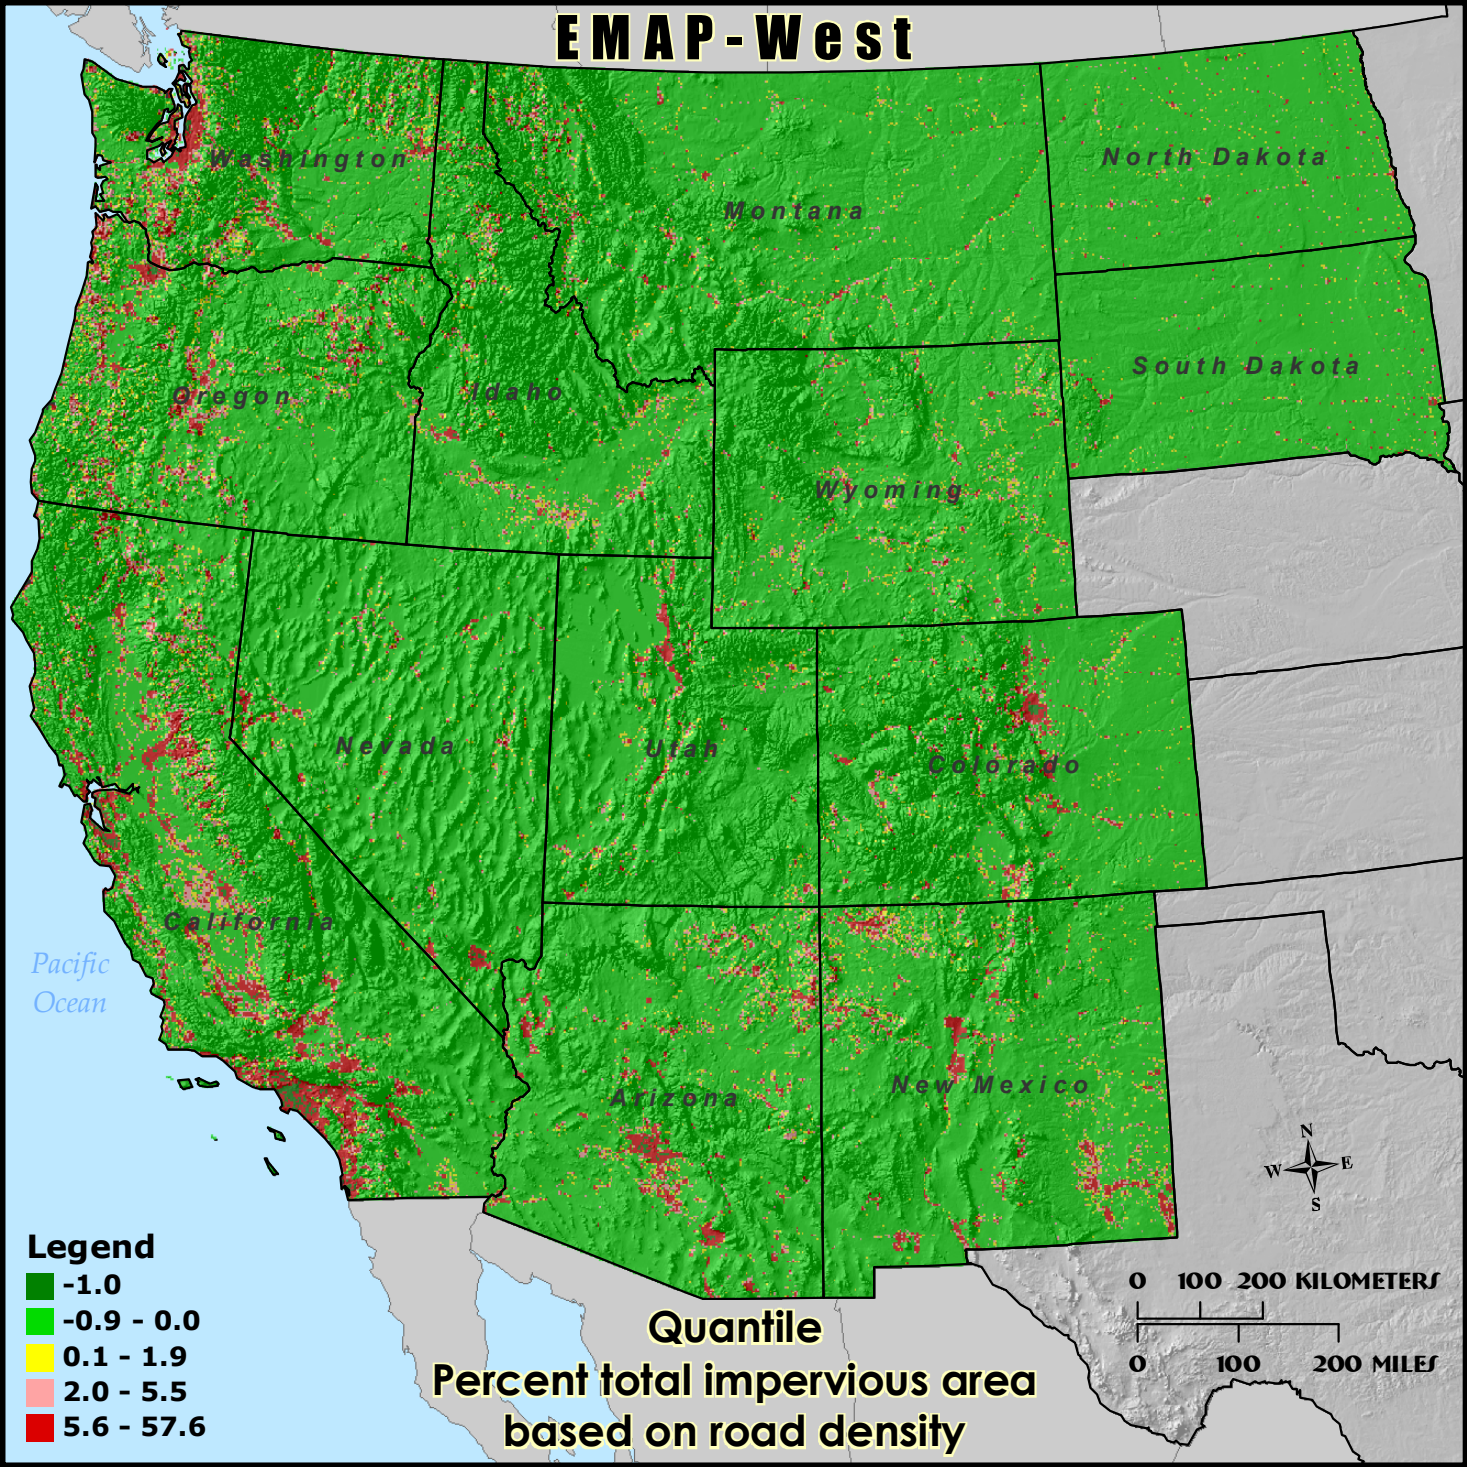 EMAP-West
Washington
North Dakota
Montana
South Dakota
Oregon
Idaho
Wyoming
Nevada
Utah
Colorado
California
Pacific
Ocean
Arizona
New Mexico
N
W E
S
Legend
-1.0
-0.9 - 0.0
0.1 - 1.9
2.0 - 5.5
5.6 - 57.6
Quantile
Percent total impervious area
based on road density
0 100 200 KILOMETERS
0 100 200 MILES